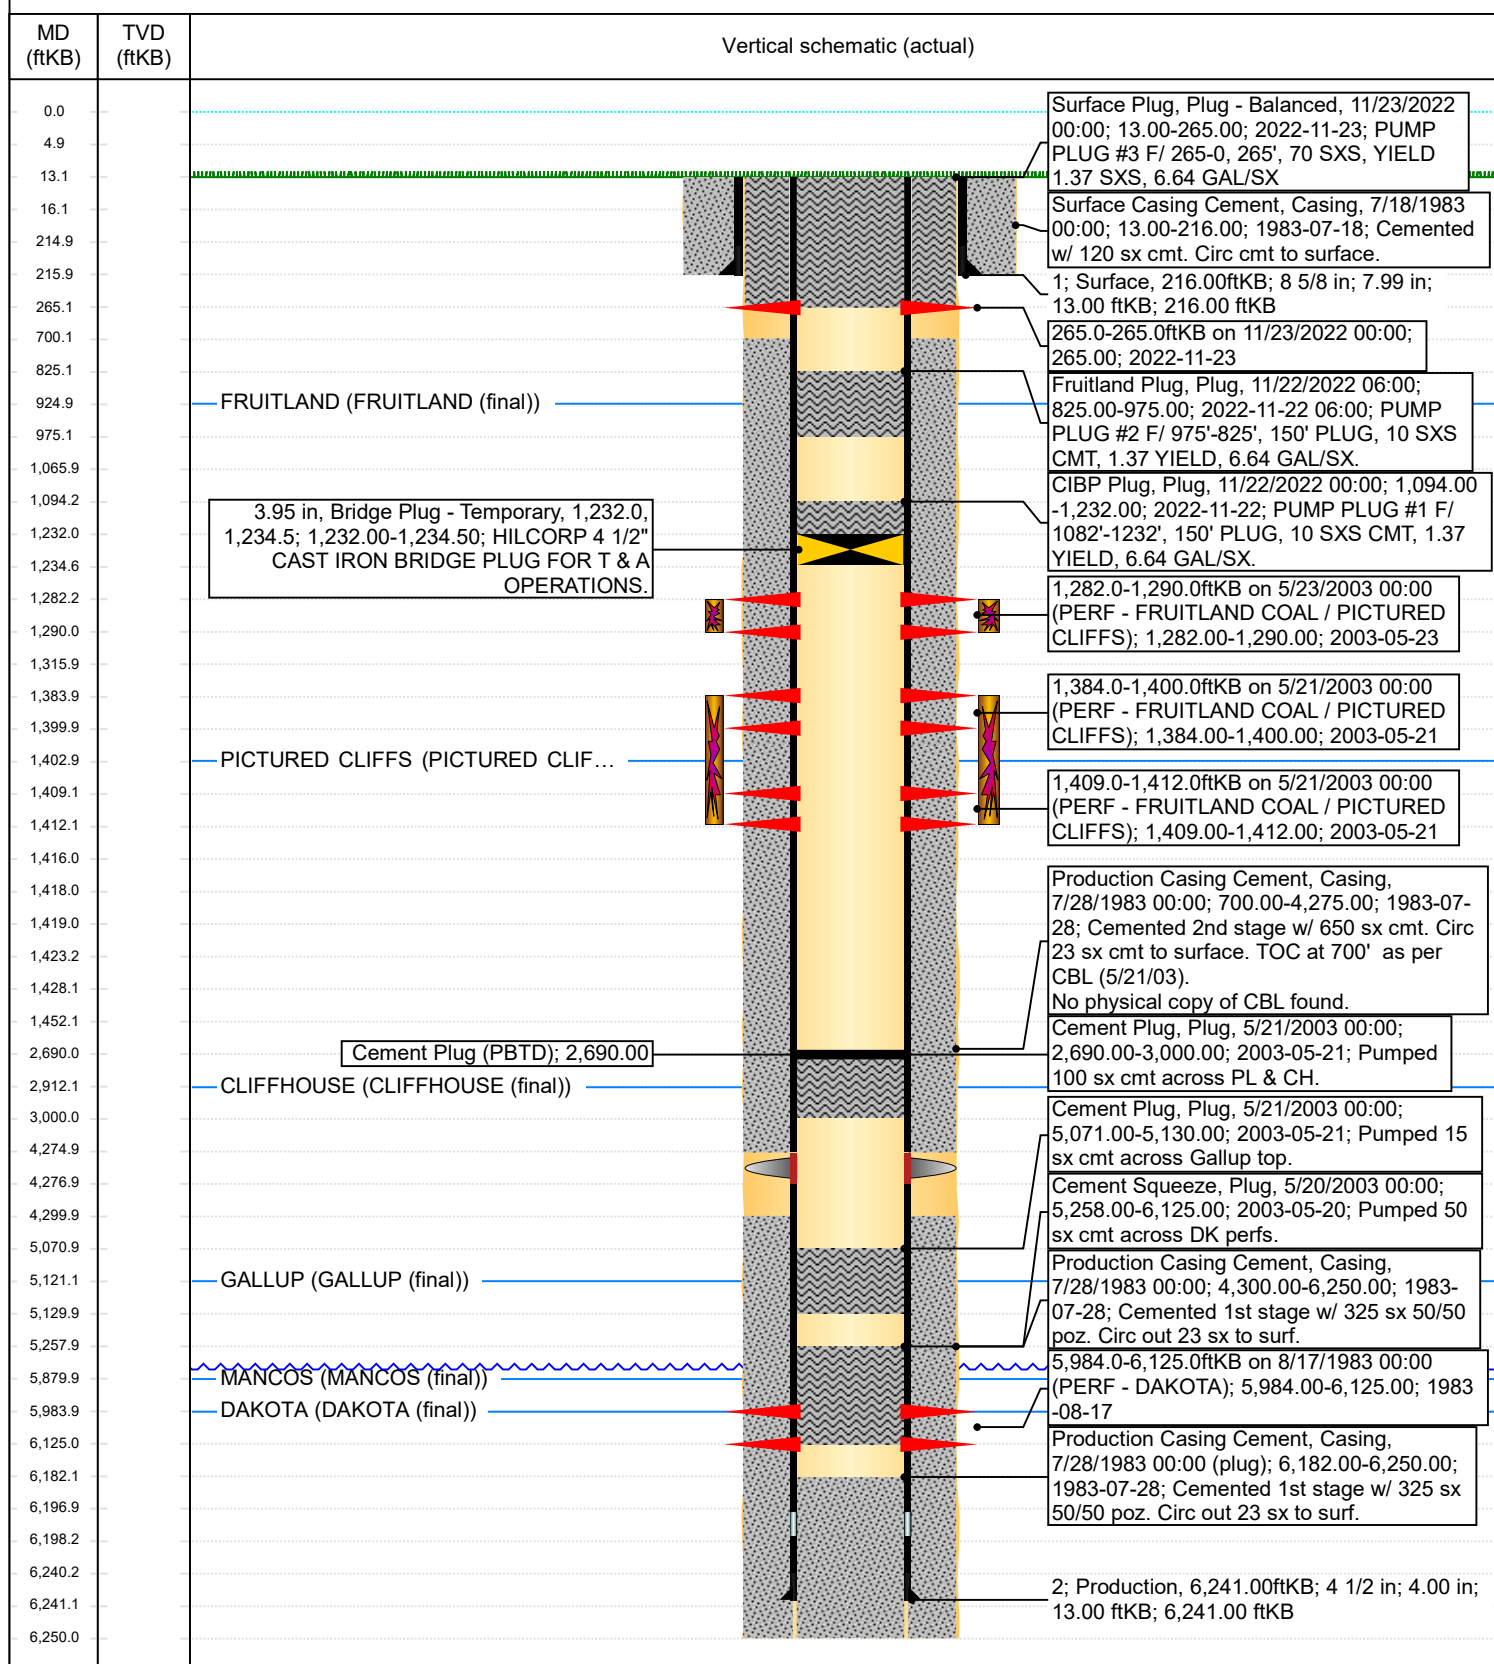 MD
(ftKB)
TVD
(ftKB)
Vertical schematic (actual)
0.0
4.9
13.1
16.1
214.9
215.9
265.1
700.1
825.1
924.9
975.1
1,065.9
1,094.2
1,232.0
1,234.6
1,282.2
1,290.0
1,315.9
1,383.9
1,399.9
1,402.9
1,409.1
1,412.1
1,416.0
1,418.0
1,419.0
1,423.2
1,428.1
1,452.1
2,690.0
2,912.1
3,000.0
4,274.9
4,276.9
4,299.9
5,070.9
5,121.1
5,129.9
5,257.9
5,879.9
5,983.9
6,125.0
6,182.1
6,196.9
6,198.2
6,240.2
6,241.1
6,250.0
FRUITLAND (FRUITLAND (final))
3.95 in, Bridge Plug - Temporary, 1,232.0,
1,234.5; 1,232.00-1,234.50; HILCORP 4 1/2"
CAST IRON BRIDGE PLUG FOR T & A
OPERATIONS.
PICTURED CLIFFS (PICTURED CLIF...
Cement Plug (PBTD); 2,690.00
CLIFFHOUSE (CLIFFHOUSE (final))
GALLUP (GALLUP (final))
MANCOS (MANCOS (final))
DAKOTA (DAKOTA (final))
Surface Plug, Plug - Balanced, 11/23/2022
00:00; 13.00-265.00; 2022-11-23; PUMP
PLUG #3 F/ 265-0, 265', 70 SXS, YIELD
1.37 SXS, 6.64 GAL/SX
Surface Casing Cement, Casing, 7/18/1983
00:00; 13.00-216.00; 1983-07-18; Cemented
w/ 120 sx cmt. Circ cmt to surface.
1; Surface, 216.00ftKB; 8 5/8 in; 7.99 in;
13.00 ftKB; 216.00 ftKB
265.0-265.0ftKB on 11/23/2022 00:00;
265.00; 2022-11-23
Fruitland Plug, Plug, 11/22/2022 06:00;
825.00-975.00; 2022-11-22 06:00; PUMP
PLUG #2 F/ 975'-825', 150' PLUG, 10 SXS
CMT, 1.37 YIELD, 6.64 GAL/SX.
CIBP Plug, Plug, 11/22/2022 00:00; 1,094.00
-1,232.00; 2022-11-22; PUMP PLUG #1 F/
1082'-1232', 150' PLUG, 10 SXS CMT, 1.37
YIELD, 6.64 GAL/SX.
1,282.0-1,290.0ftKB on 5/23/2003 00:00
(PERF - FRUITLAND COAL / PICTURED
CLIFFS); 1,282.00-1,290.00; 2003-05-23
1,384.0-1,400.0ftKB on 5/21/2003 00:00
(PERF - FRUITLAND COAL / PICTURED
CLIFFS); 1,384.00-1,400.00; 2003-05-21
1,409.0-1,412.0ftKB on 5/21/2003 00:00
(PERF - FRUITLAND COAL / PICTURED
CLIFFS); 1,409.00-1,412.00; 2003-05-21
Production Casing Cement, Casing,
7/28/1983 00:00; 700.00-4,275.00; 1983-07-
28; Cemented 2nd stage w/ 650 sx cmt. Circ
23 sx cmt to surface. TOC at 700' as per
CBL (5/21/03).
No physical copy of CBL found.
Cement Plug, Plug, 5/21/2003 00:00;
2,690.00-3,000.00; 2003-05-21; Pumped
100 sx cmt across PL & CH.
Cement Plug, Plug, 5/21/2003 00:00;
5,071.00-5,130.00; 2003-05-21; Pumped 15
sx cmt across Gallup top.
Cement Squeeze, Plug, 5/20/2003 00:00;
5,258.00-6,125.00; 2003-05-20; Pumped 50
sx cmt across DK perfs.
Production Casing Cement, Casing,
7/28/1983 00:00; 4,300.00-6,250.00; 1983-
07-28; Cemented 1st stage w/ 325 sx 50/50
poz. Circ out 23 sx to surf.
5,984.0-6,125.0ftKB on 8/17/1983 00:00
(PERF - DAKOTA); 5,984.00-6,125.00; 1983
-08-17
Production Casing Cement, Casing,
7/28/1983 00:00 (plug); 6,182.00-6,250.00;
1983-07-28; Cemented 1st stage w/ 325 sx
50/50 poz. Circ out 23 sx to surf.
2; Production, 6,241.00ftKB; 4 1/2 in; 4.00 in;
13.00 ftKB; 6,241.00 ftKB